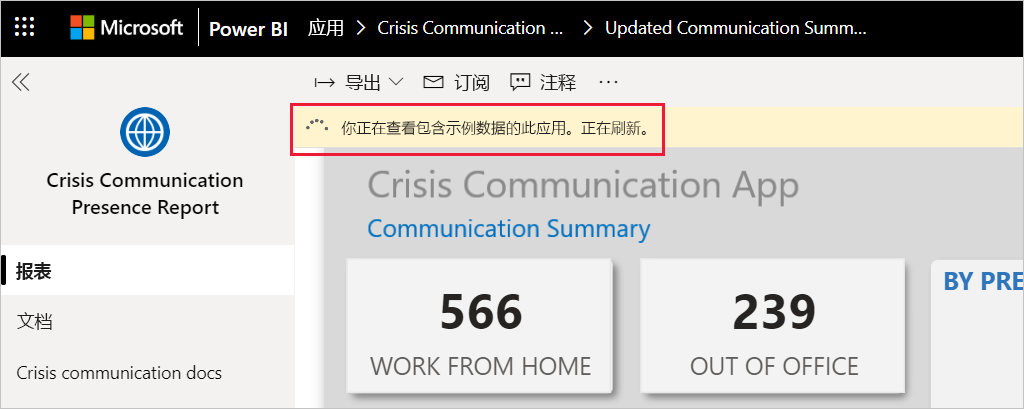 Microsoft Power BI 应用 Crisis Communication ... Updated Communication Summ...
导出 订阅 注释 ...
你正在查看包含示例数据的此应用。正在刷新。
Crisis Communication
Presence Report
报表
文档
Crisis communication docs
Crisis Communication App
Communication Summary
566
WORK FROM HOME
239
OUT OF OFFICE
BY PRE